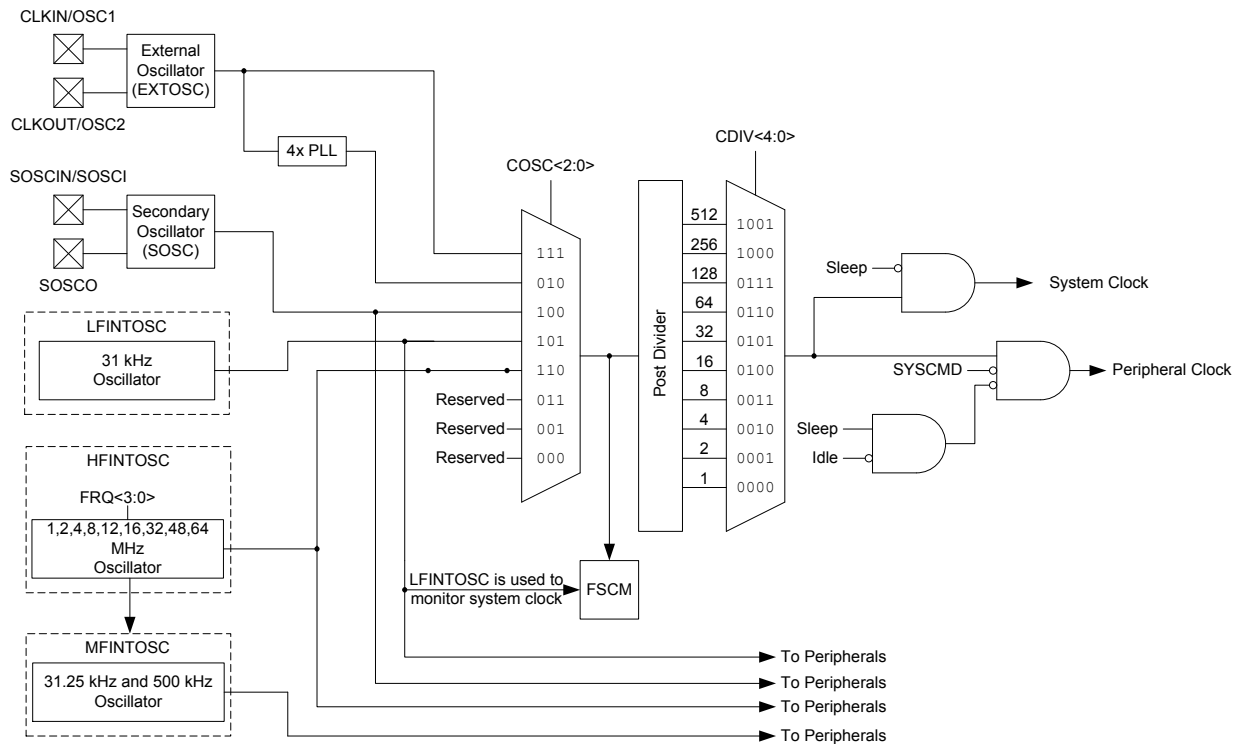 CLKIN/OSC1
External
Oscillator
(EXTOSC)
CLKOUT/OSC2
4x PLL
SOSCIN/SOSCI
Secondary
Oscillator
(SOSC)
SOSCO
LFINTOSC
31 kHz
Oscillator
HFINTOSC
FRQ<3:0>
1,2,4,8,12,16,32,48,64
MHz
Oscillator
MFINTOSC
31.25 kHz and 500 kHz
Oscillator
COSC<2:0>
111
010
100
101
110
Reserved 011
Reserved 001
Reserved 000
LFINTOSC is used to
monitor system clock
FSCM
Post Divider
CDIV<4:0>
512 1001
256 1000
128 0111
64 0110
32 0101
16 0100
8 0011
4 0010
2 0001
1 0000
Sleep
System Clock
SYSCMD
Peripheral Clock
Sleep
Idle
To Peripherals
To Peripherals
To Peripherals
To Peripherals